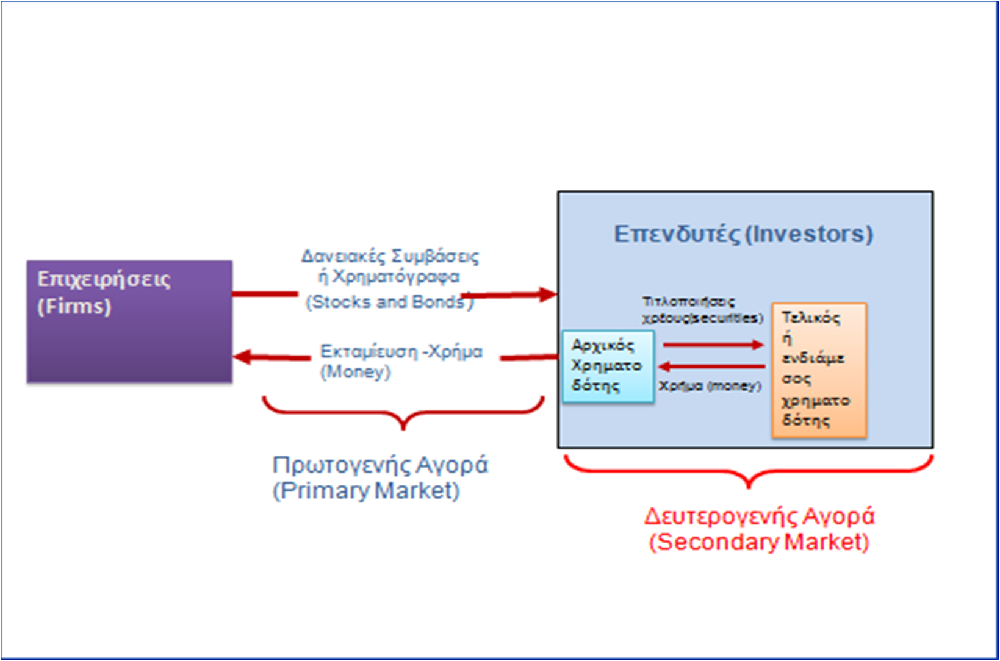 Επιχειρήσεις
(Firms)
Δανειακές Συμβάσεις
ή Χρηματόγραφα
(Stocks and Bonds)
Εκταμίευση -Χρήμα
(Money)
Πρωτογενής Αγορά
(Primary Market)
Επενδυτές (Investors)
Αρχικός
Χρηματο
δότης
Τιτλοποιήσεις
χρέους(securities)
Χρήμα (money)
Τελικός
ή
ενδιάμε
σος
χρηματο
δότης
Δευτερογενής Αγορά
(Secondary Market)